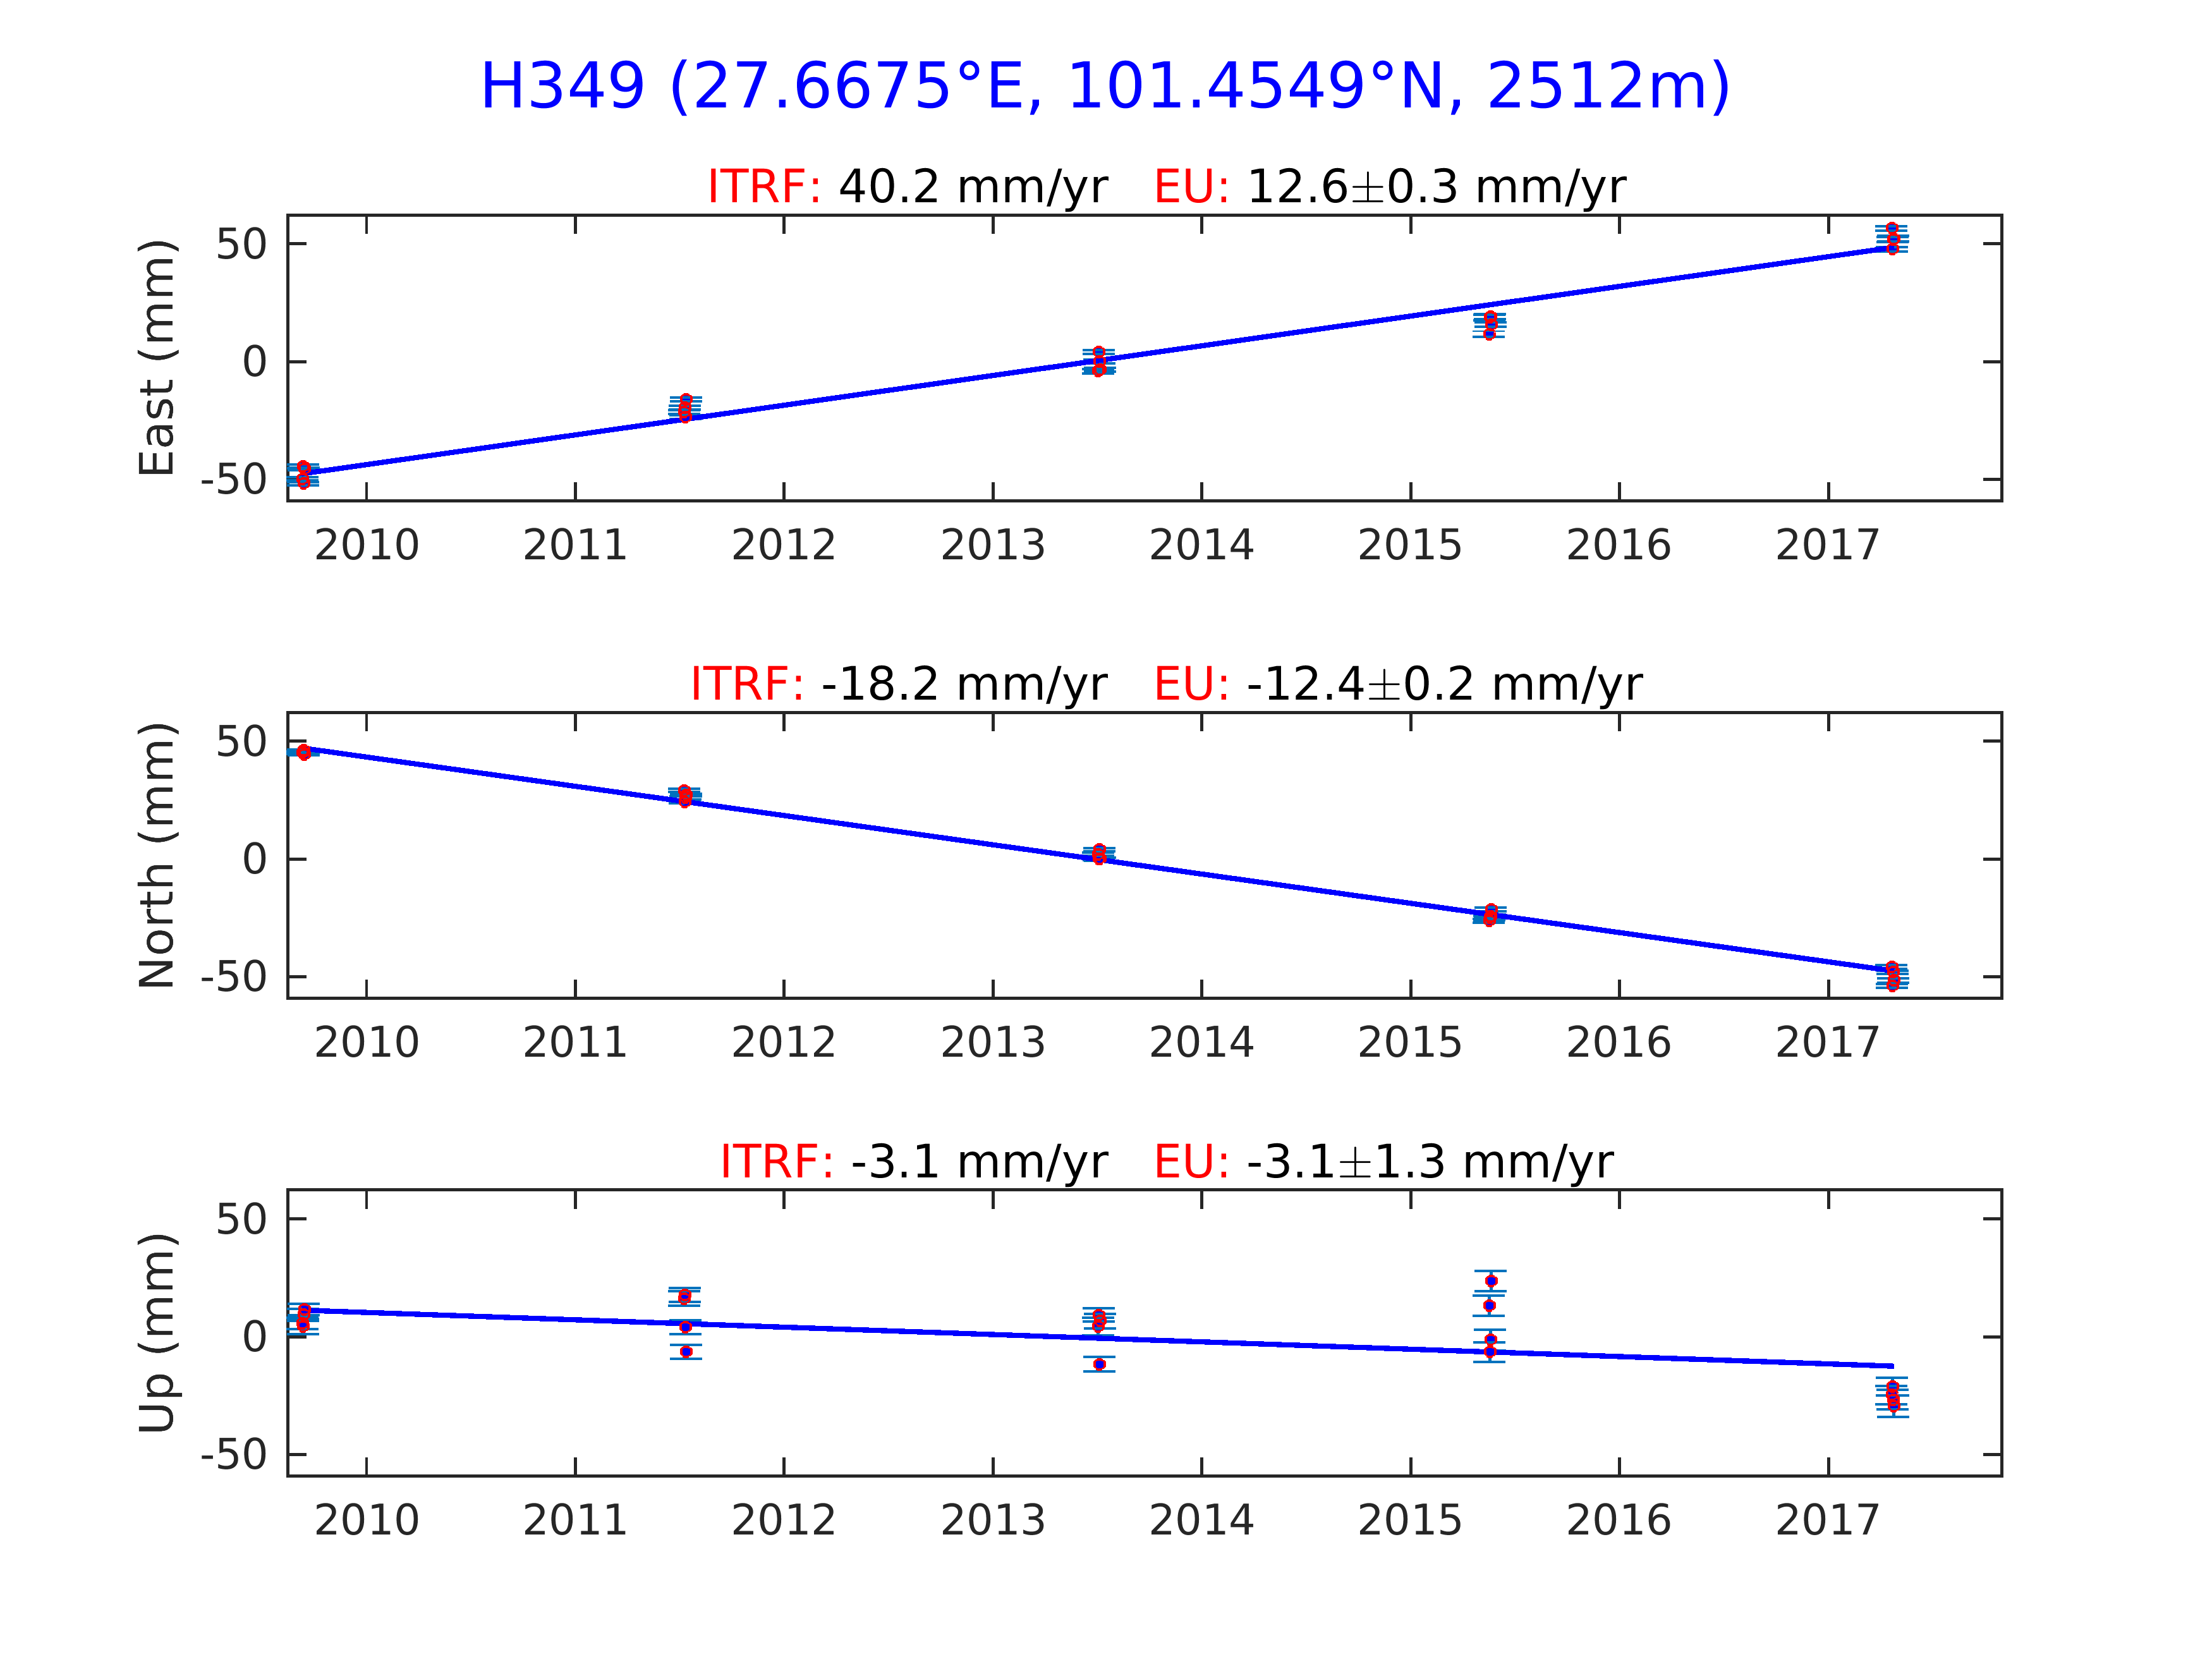 H349 (27.6675°E, 101.4549°N, 2512m)
ITRF: 40.2 mm/yr EU: 12.6±0.3 mm/yr
East (mm)
50
0
-50
2010 2011 2012 2013 2014 2015 2016 2017
ITRF: -18.2 mm/yr EU: -12.4±0.2 mm/yr
North (mm)
50
0
-50
2010 2011 2012 2013 2014 2015 2016 2017
ITRF: -3.1 mm/yr EU: -3.1±1.3 mm/yr
Up (mm)
50
0
-50
2010 2011 2012 2013 2014 2015 2016 2017